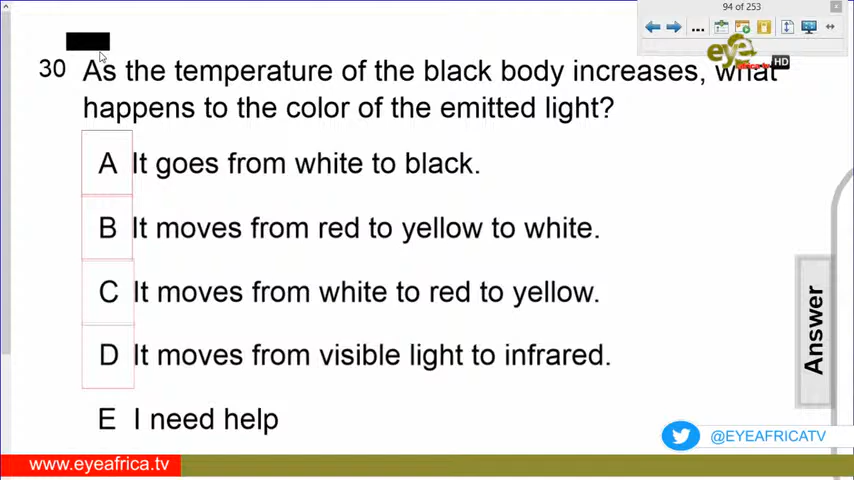 94 of 253
eye
HD
30 As the temperature of the black body increases, what
happens to the color of the emitted light?
A It goes from white to black.
B It moves from red to yellow to white.
C It moves from white to red to yellow.
D It moves from visible light to infrared.
E I need help
Answer
@EYEAFRICATV
www.eyeafrica.tv